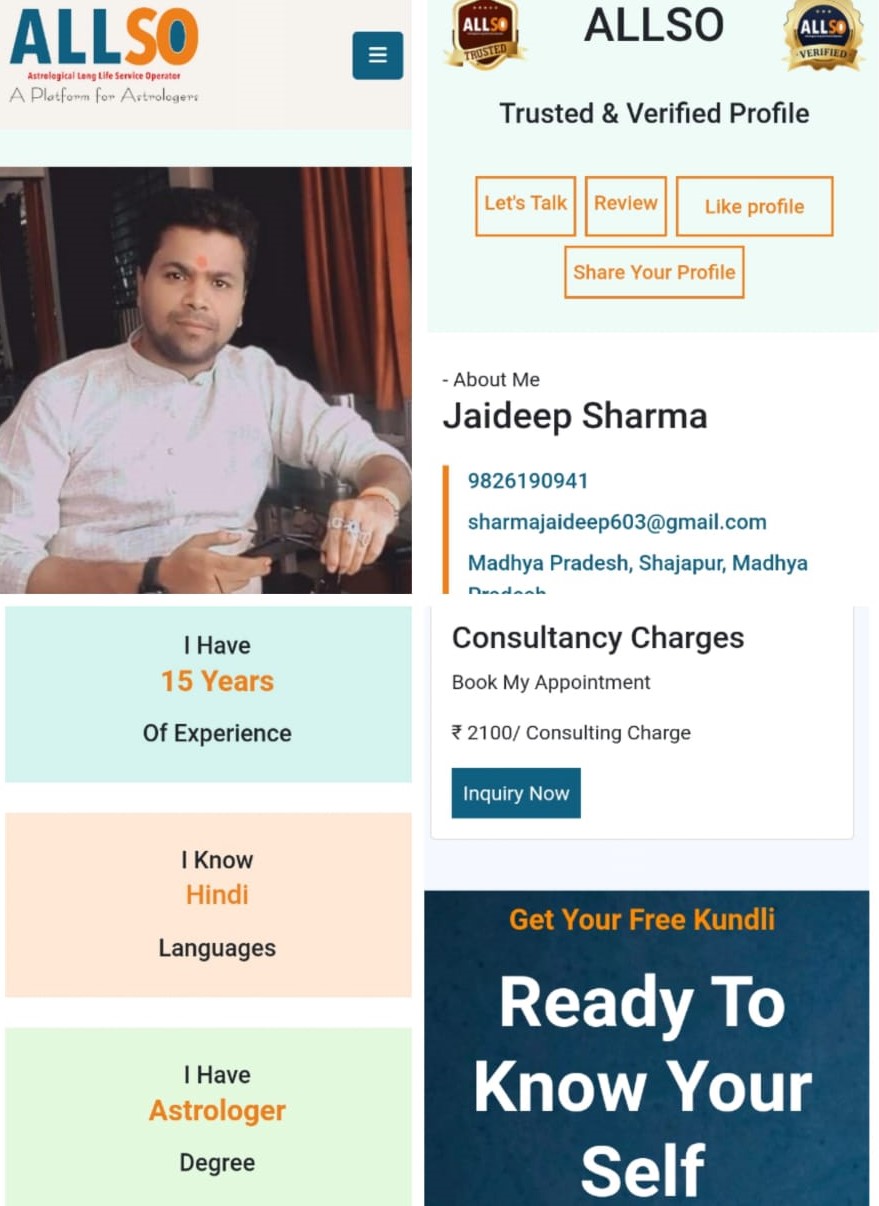 ALLSO
Astrological Long Life Service Operator
A Platform for Astrologers
ALLSO
TRUSTED
ALLSO
ALLSO
VERIFIED
Trusted & Verified Profile
Let's Talk
Review
Like profile
Share Your Profile
- About Me
Jaideep Sharma
9826190941
sharmajaideep603@gmail.com
Madhya Pradesh, Shajapur, Madhya
Pradesh
I Have
15 Years
Of Experience
I Know
Hindi
Languages
I Have
Astrologer
Degree
Consultancy Charges
Book My Appointment
₹ 2100/ Consulting Charge
Inquiry Now
Get Your Free Kundli
Ready To
Know Your
Self